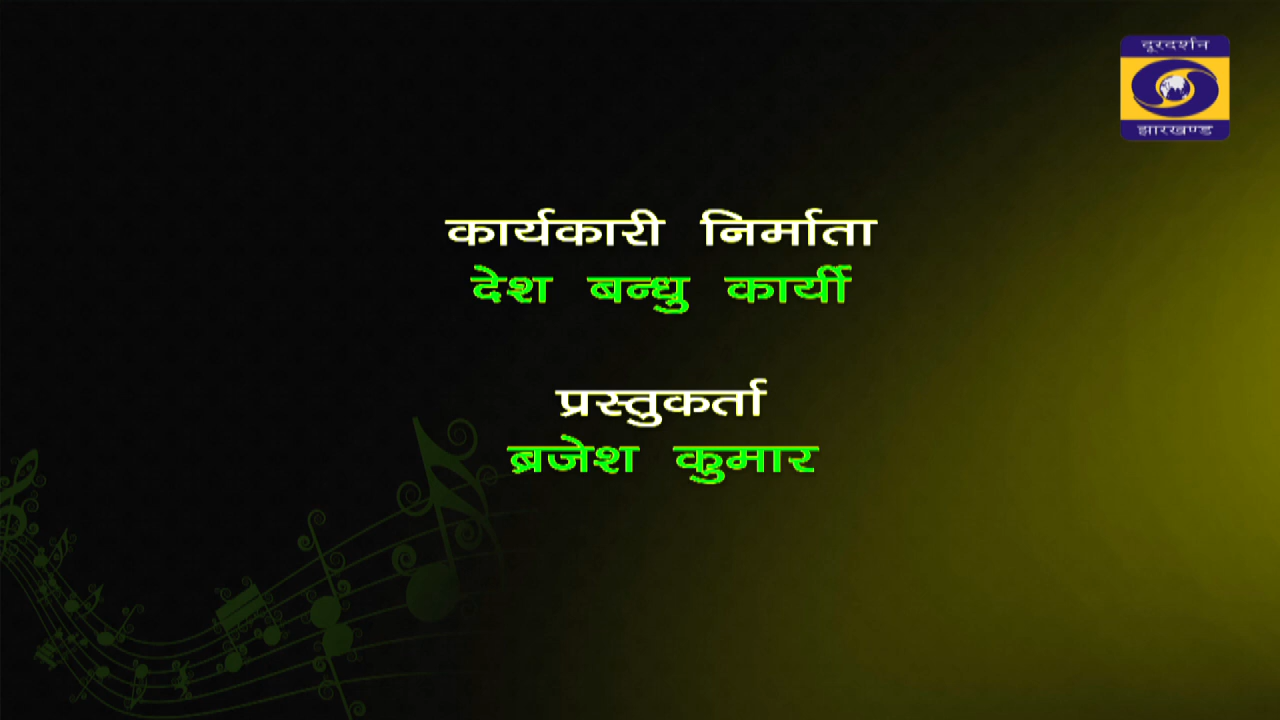 दूरदर्शन
झारखण्ड
कार्यकारी निर्माता
देश बन्धु कार्यी
प्रस्तुकर्ता
ब्रजेश कुमार